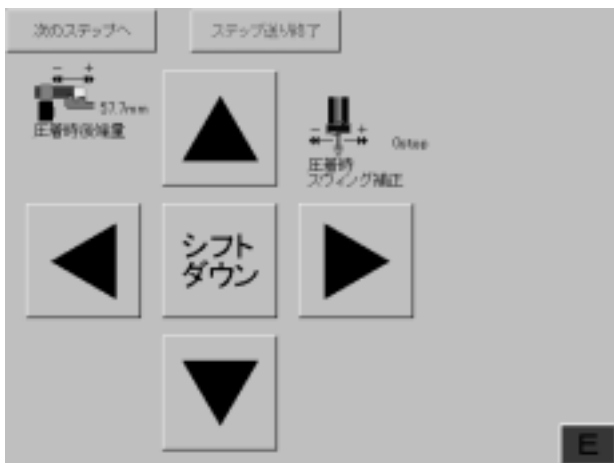 次のステップへ
ステップ送り終了
- +
57.7mm
圧着時後端量
- +
0step
圧着時
スウィング補正
シフト
ダウン
E